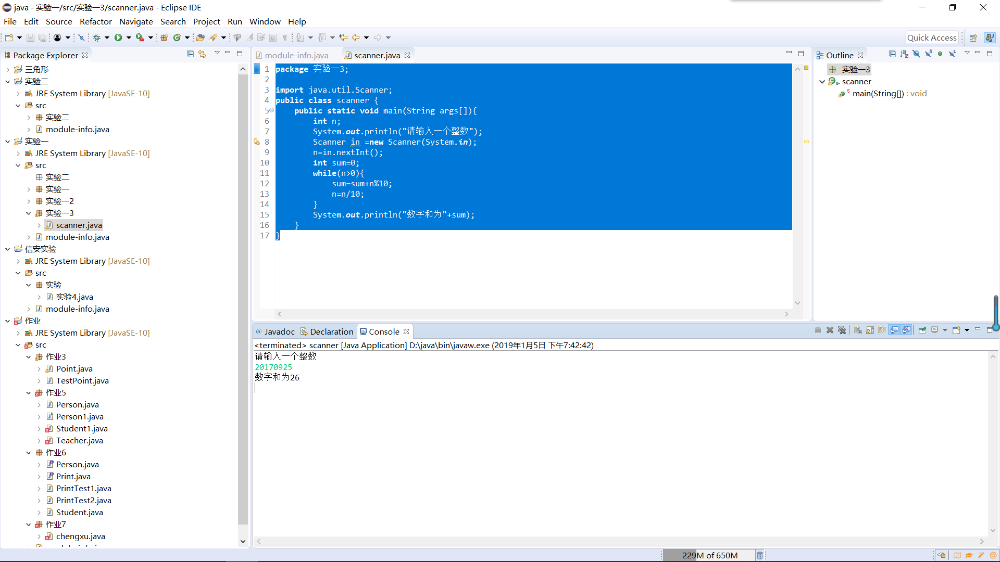 java - 实验一/src/实验一3/scanner.java - Eclipse IDE
File Edit Source Refactor Navigate Search Project Run Window Help
Quick Access
Package Explorer
三角形
实验二
JRE System Library [JavaSE-10]
src
实验二
module-info.java
实验一
JRE System Library [JavaSE-10]
src
实验二
实验一
实验一2
实验一3
scanner.java
module-info.java
信安实验
JRE System Library [JavaSE-10]
src
实验
实验4.java
module-info.java
作业
JRE System Library [JavaSE-10]
src
作业3
Point.java
TestPoint.java
作业5
Person.java
Person1.java
Student1.java
Teacher.java
作业6
Person.java
Print.java
PrintTest1.java
PrintTest2.java
Student.java
作业7
chengxu.java
module-info.java scanner.java
1 package 实验一3;
2
3 import java.util.Scanner;
4 public class scanner {
5 public static void main(String args[]){
6 int n;
7 System.out.println("请输入一个整数");
8 Scanner in =new Scanner(System.in);
9 n=in.nextInt();
10 int sum=0;
11 while(n>0){
12 sum=sum+n%10;
13 n=n/10;
14 }
15 System.out.println("数字和为"+sum);
16 }
17 }
Outline
实验一3
scanner
main(String[]) : void
@ Javadoc Declaration Console
<terminated> scanner [Java Application] D:\java\bin\javaw.exe (2019年1月5日 下午7:42:42)
请输入一个整数
20170925
数字和为26
229M of 650M